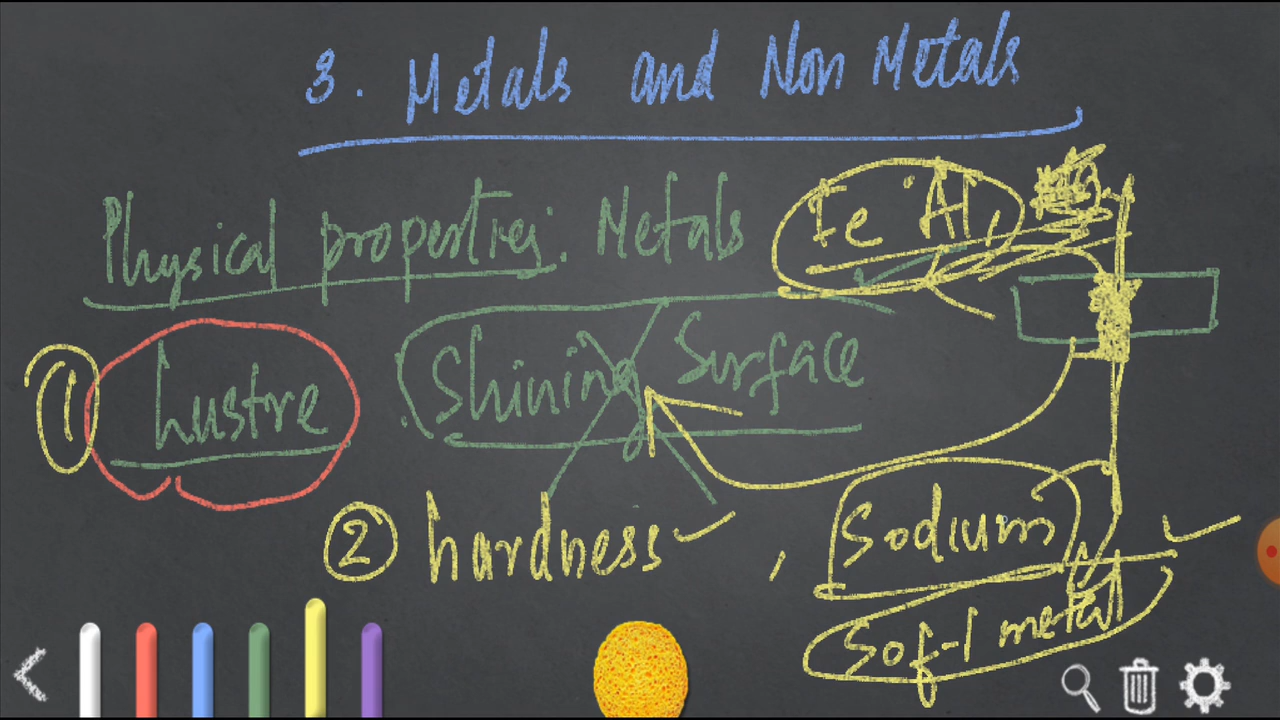 3. Metals and Non Metals
Physical properties: Metals Fe Al,
1 Lustre Shining Surface
2 hardness , Sodium
Soft metal